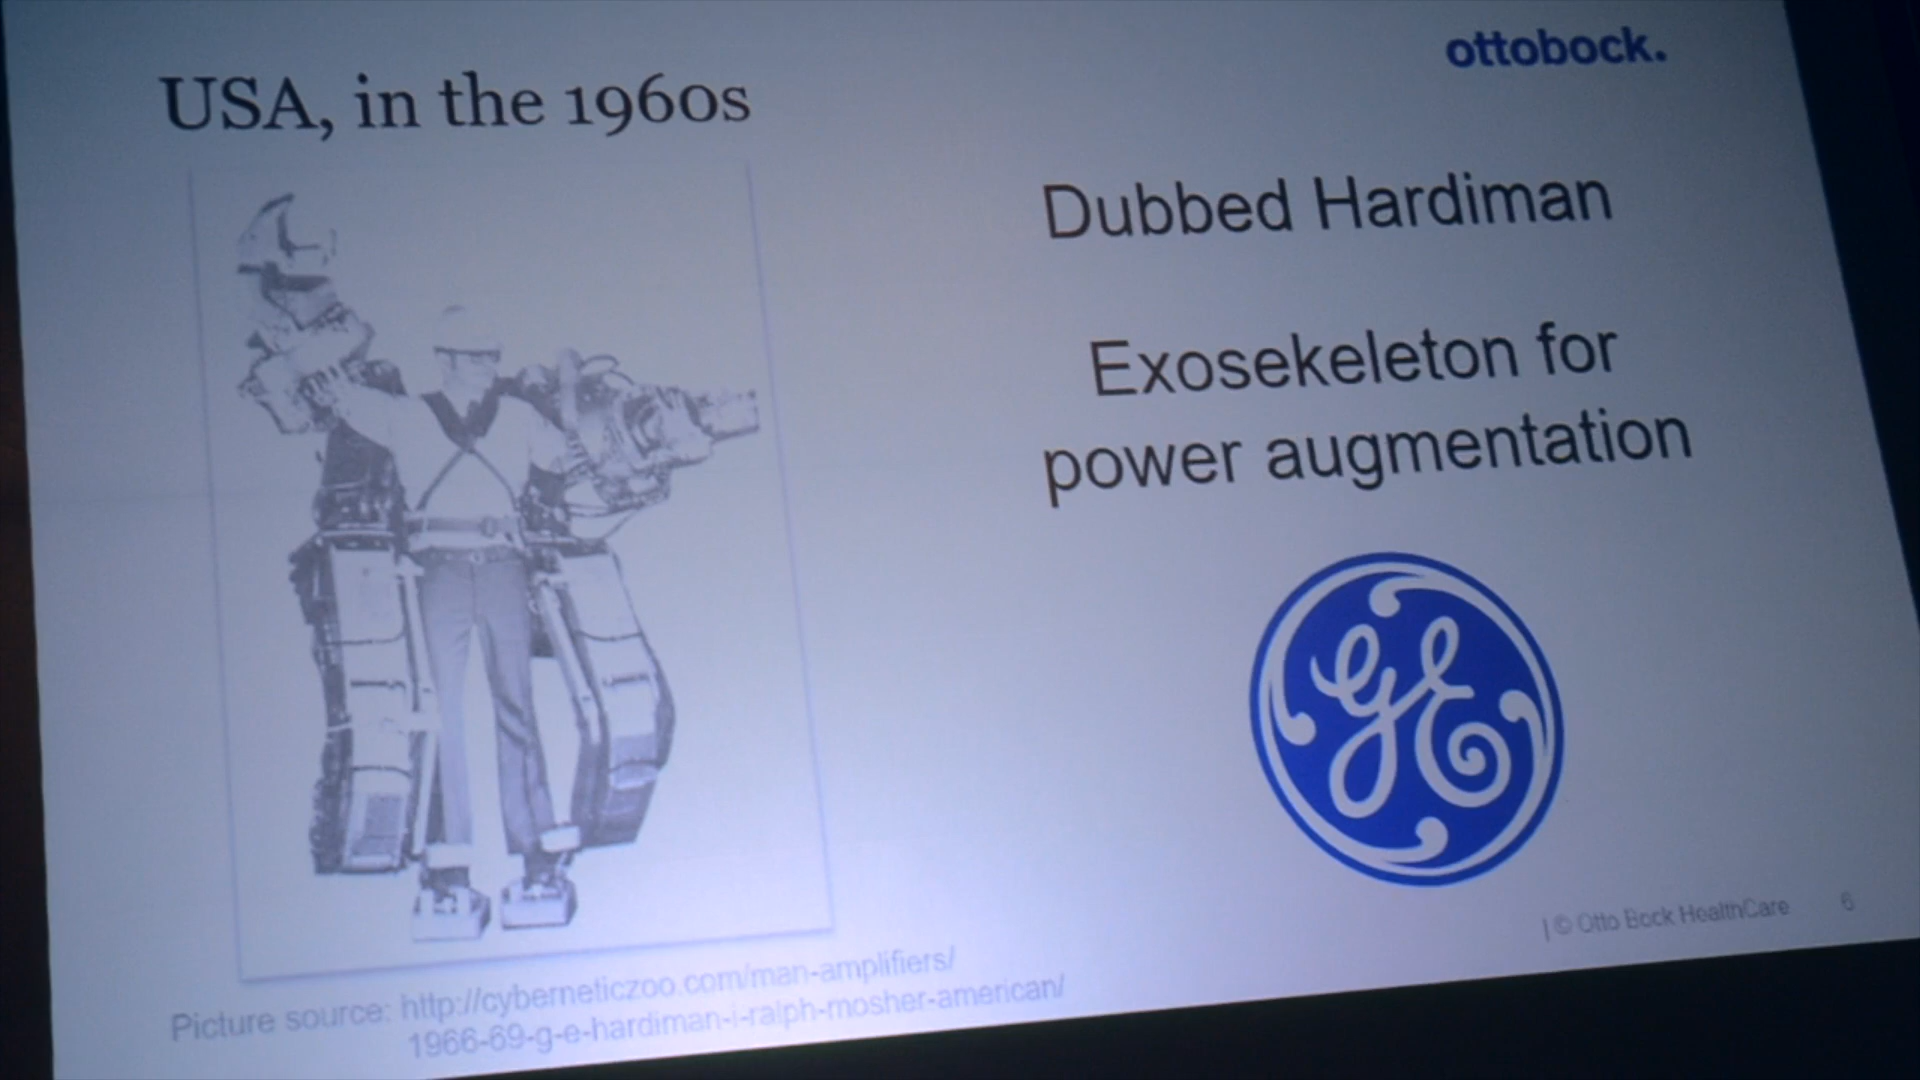 ottobock.
USA, in the 1960s
Dubbed Hardiman
Exosekeleton for
power augmentation
GE
| © Otto Bock HealthCare 6
Picture source: http://cyberneticzoo.com/man-amplifiers/
1966-69-g-e-hardiman-i-ralph-mosher-american/